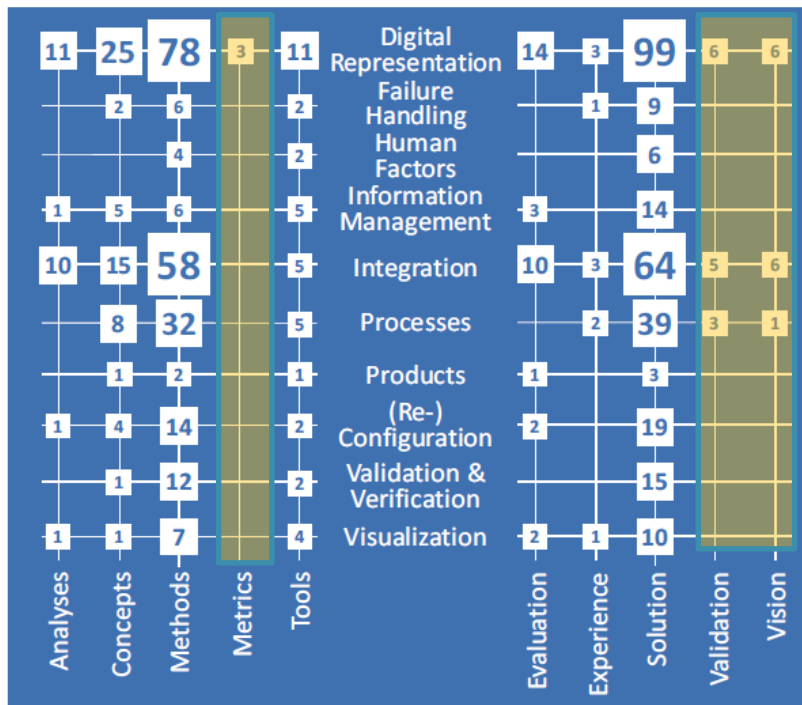 11 25 78 3 11 Digital Representation 14 3 99 6 6
2 6 2 Failure Handling 1 9
4 2 Human Factors 6
1 5 6 5 Information Management 3 14
10 15 58 5 Integration 10 3 64 5 6
8 32 5 Processes 2 39 3 1
1 2 1 Products 1 3
1 4 14 2 (Re-) Configuration 2 19
1 12 2 Validation & Verification 15
1 1 7 4 Visualization 2 1 10
Analyses Concepts Methods Metrics Tools Evaluation Experience Solution Validation Vision